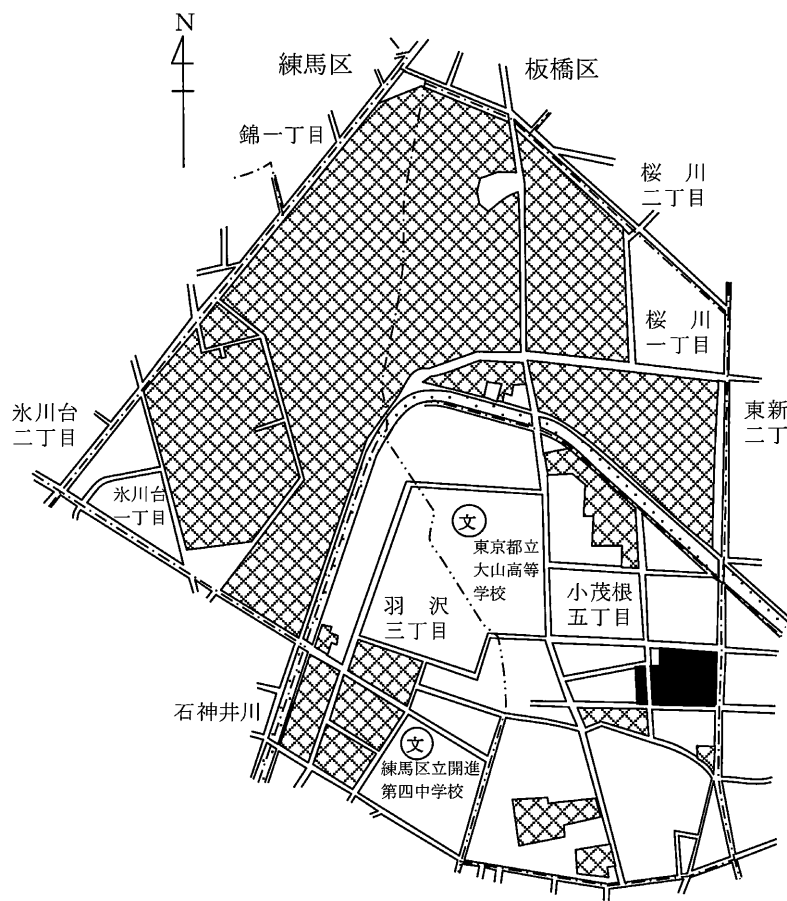 N
練馬区
板橋区
錦一丁目
桜川
二丁目
桜川
一丁目
氷川台
二丁目
東新
二丁
氷川台
一丁目
文
東京都立
大山高等
学校
小茂根
五丁目
羽沢
三丁目
石神井川
文
練馬区立開進
第四中学校